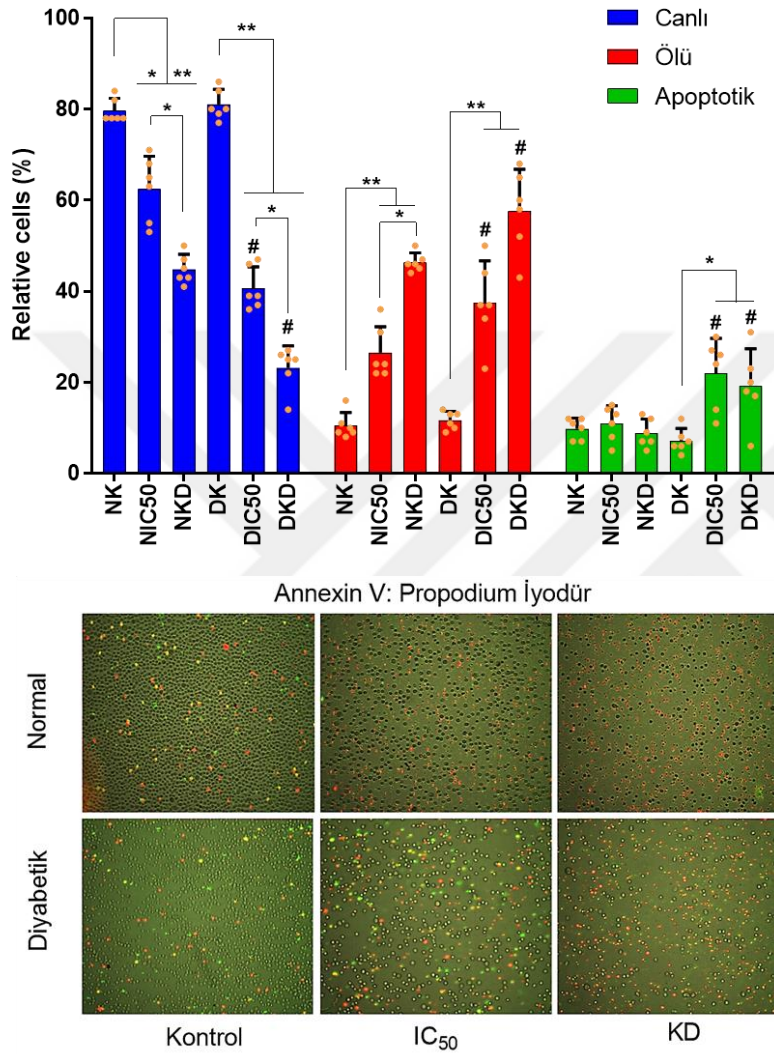 100
80
60
40
20
0
Relative cells (%)
Canlı
Ölü
Apoptotik
* **
*
**
*
**
*
**
*
# # # # # #
NK NIC50 NKD DK DIC50 DKD NK NIC50 NKD DK DIC50 DKD NK NIC50 NKD DK DIC50 DKD
Annexin V: Propodium İyodür
Normal
Diyabetik
Kontrol IC50 KD